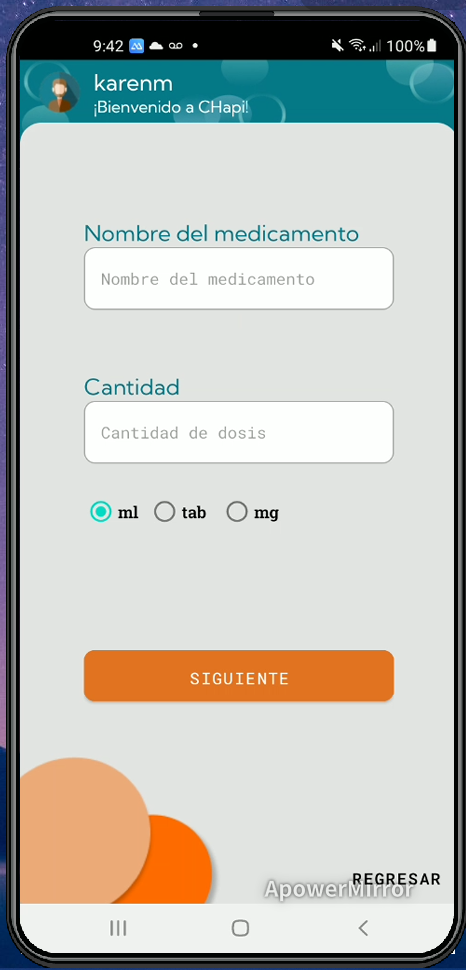 9:42 100%
karenm
¡Bienvenido a CHapi!
Nombre del medicamento
Nombre del medicamento
Cantidad
Cantidad de dosis
ml tab mg
SIGUIENTE
REGRESAR
ApowerMirror